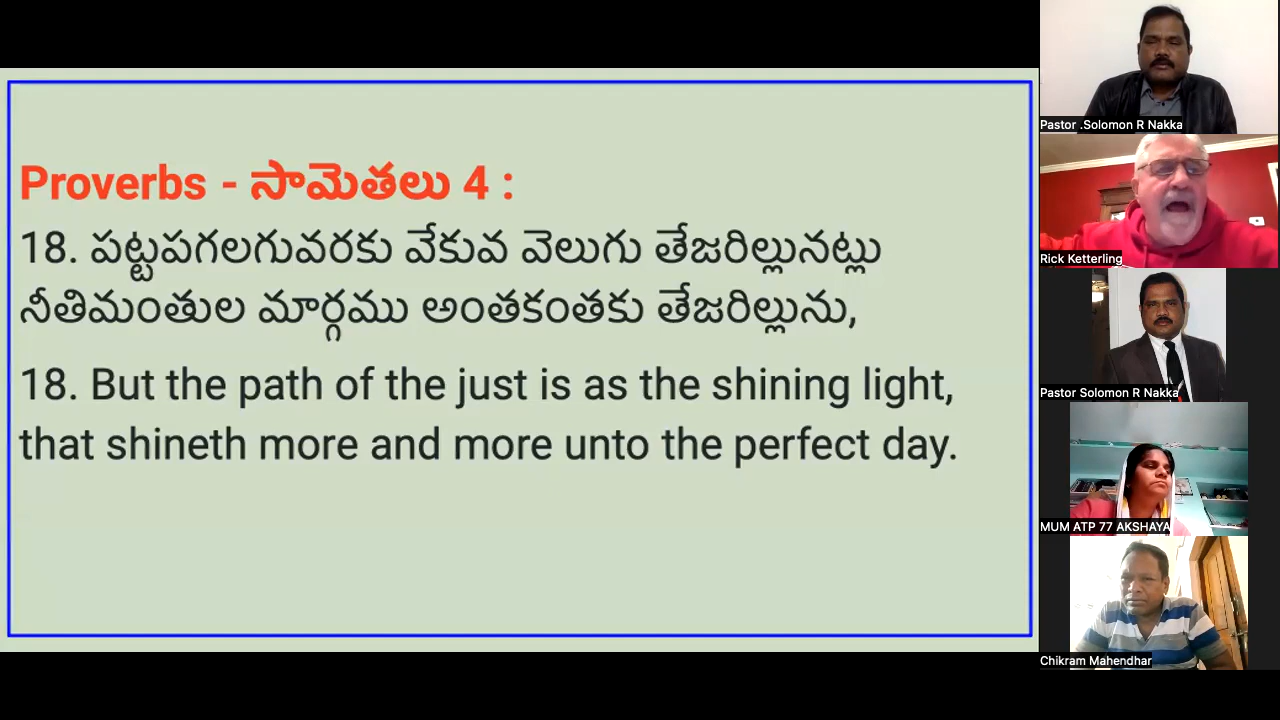 Proverbs - సామెతలు 4 :
18. పట్టపగలగువరకు వేకువ వెలుగు తేజరిల్లునట్లు
నీతిమంతుల మార్గము అంతకంతకు తేజరిల్లును,
18. But the path of the just is as the shining light,
that shineth more and more unto the perfect day.
Pastor .Solomon R Nakka
Rick Ketterling
Pastor Solomon R Nakka
MUM ATP 77 AKSHAYA
Chikram Mahendhar